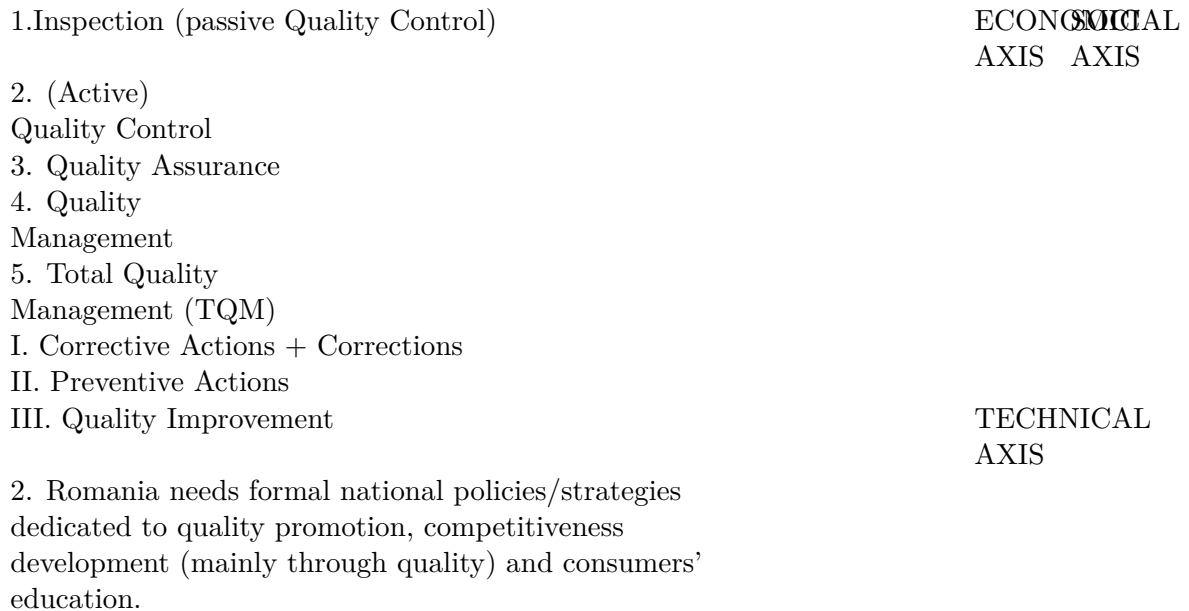 1.Inspection (passive Quality Control)
ECONOMIC SOCIAL
AXIS AXIS
2. (Active)
Quality Control
3. Quality Assurance
4. Quality
Management
5. Total Quality
Management (TQM)
I. Corrective Actions + Corrections
II. Preventive Actions
III. Quality Improvement
TECHNICAL
AXIS
2. Romania needs formal national policies/strategies
dedicated to quality promotion, competitiveness
development (mainly through quality) and consumers'
education.